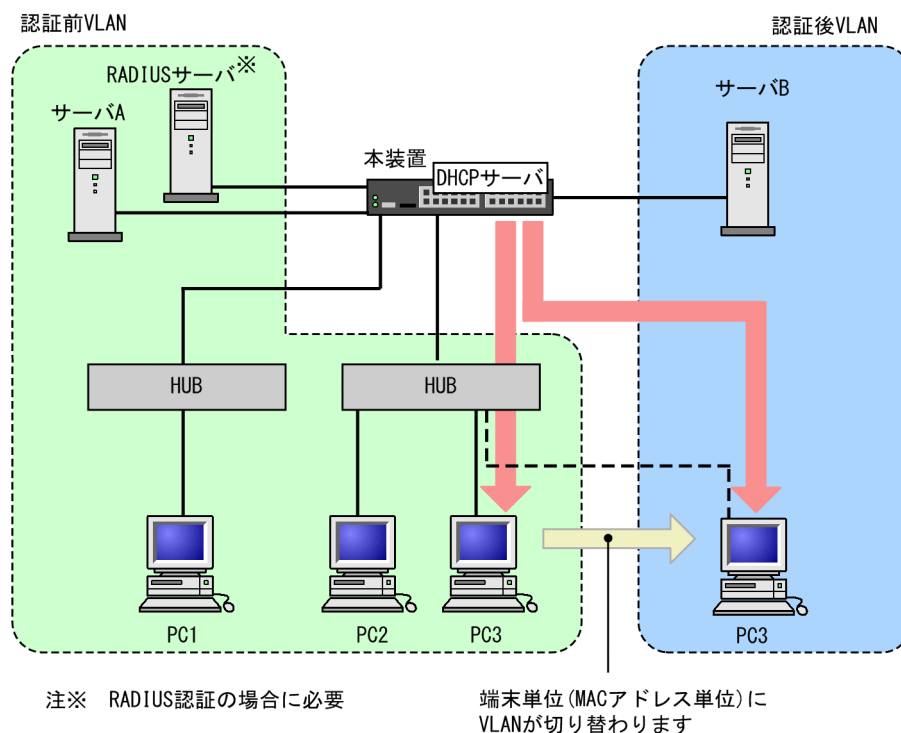 認証前VLAN
認証後VLAN
RADIUSサーバ※
サーバA
サーバB
本装置
DHCPサーバ
HUB
HUB
PC1
PC2
PC3
PC3
注※ RADIUS認証の場合に必要
端末単位(MACアドレス単位)に
VLANが切り替わります